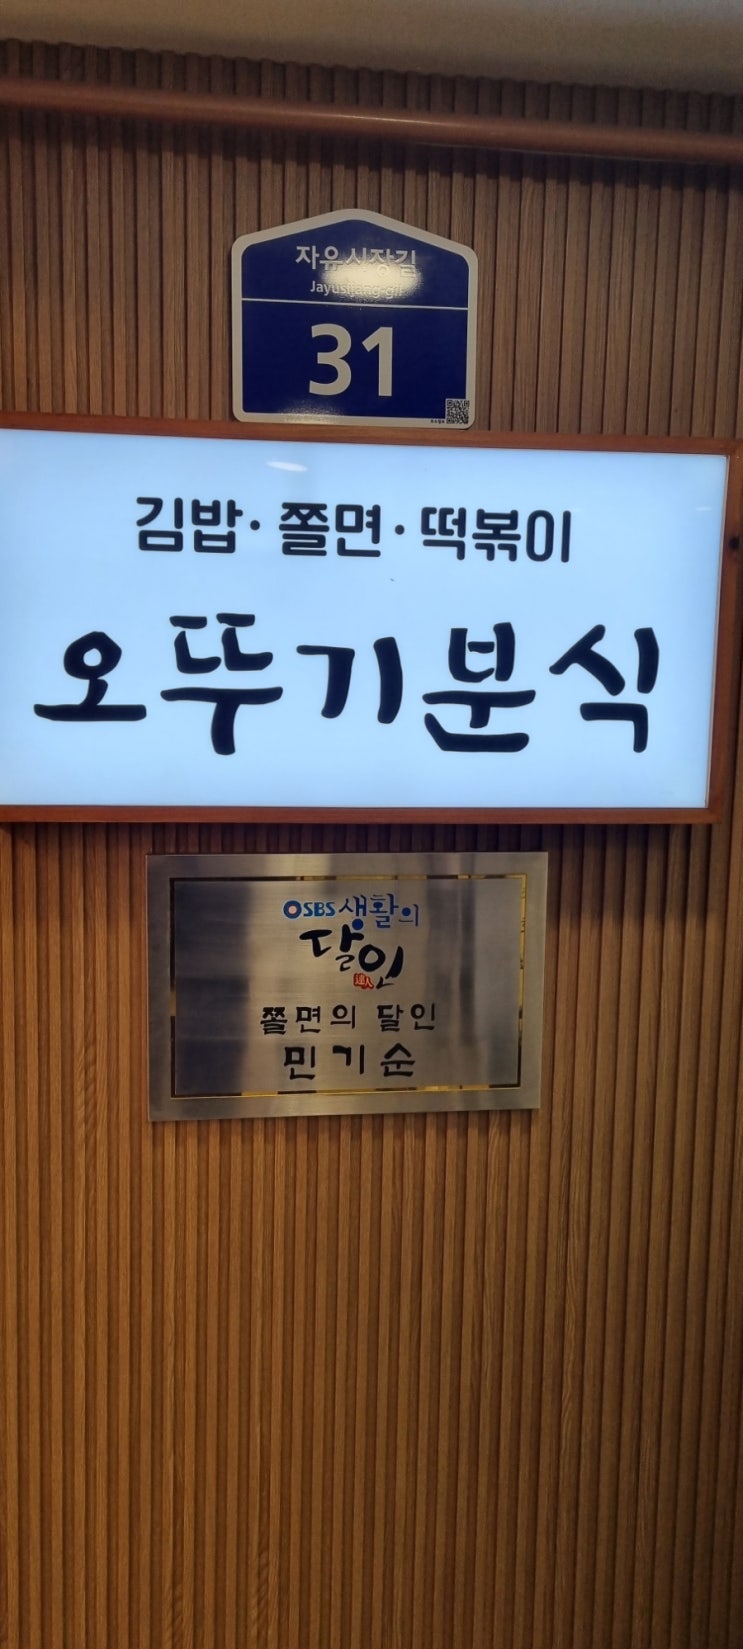 자유시장길
Jayusijang-gil
31
김밥·쫄면·떡볶이
오뚜기분식
SBS 생활의
달인
達人
쫄면의 달인
민기순